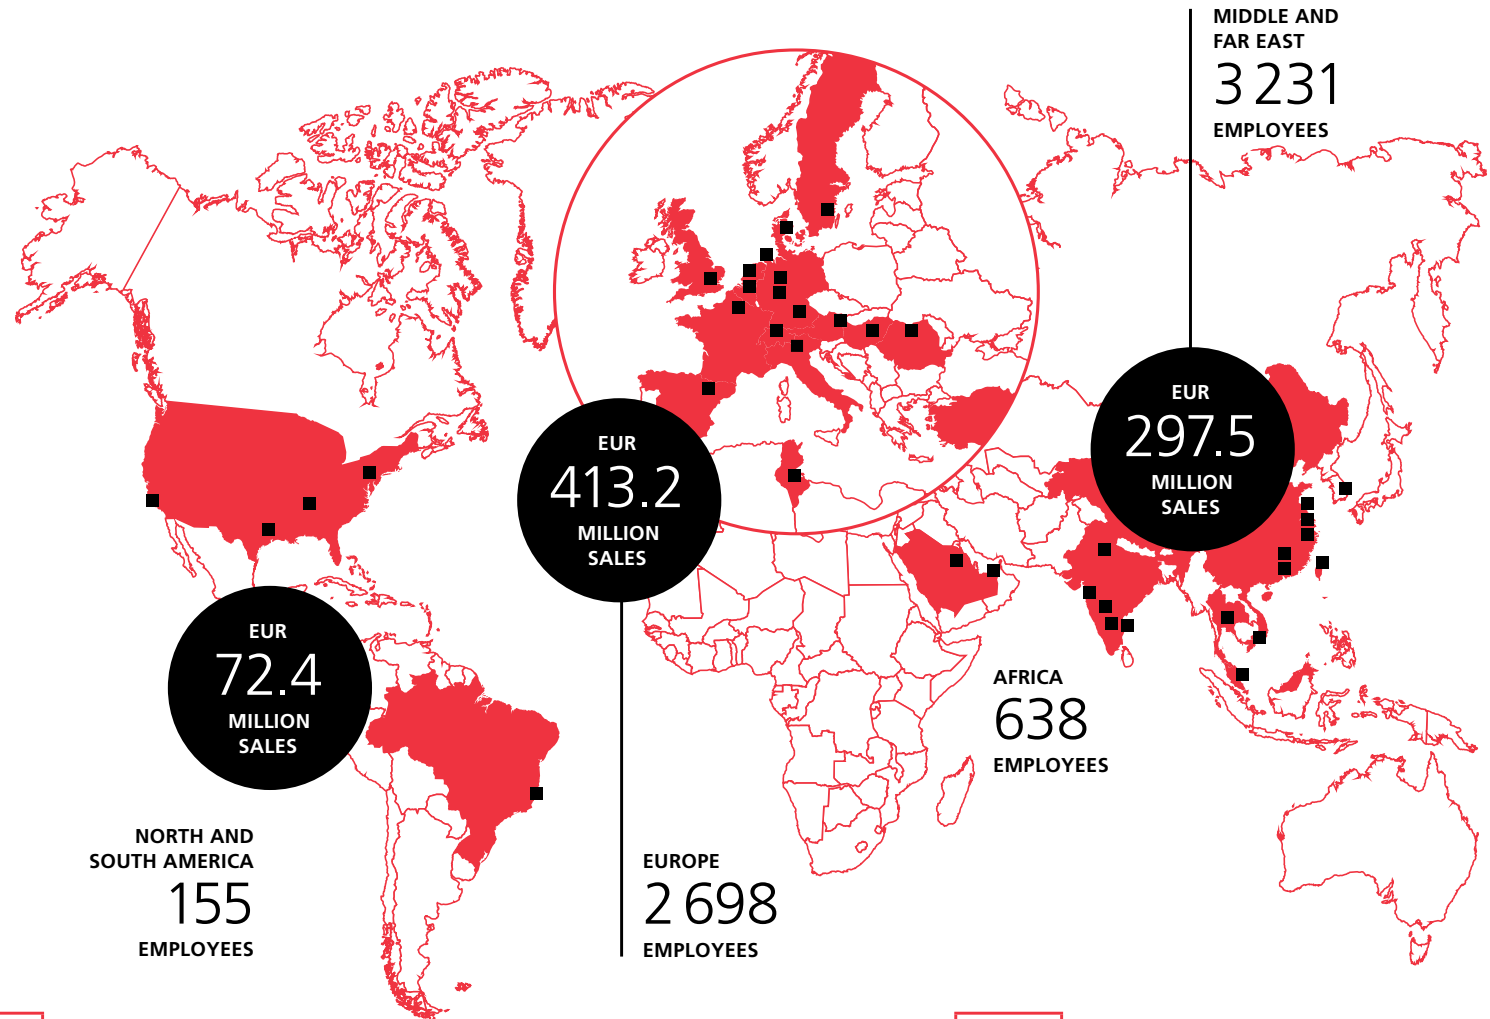 MIDDLE AND
FAR EAST
3 231
EMPLOYEES
EUR
297.5
MILLION
SALES
EUR
413.2
MILLION
SALES
EUR
72.4
MILLION
SALES
AFRICA
638
EMPLOYEES
NORTH AND
SOUTH AMERICA
155
EMPLOYEES
EUROPE
2 698
EMPLOYEES